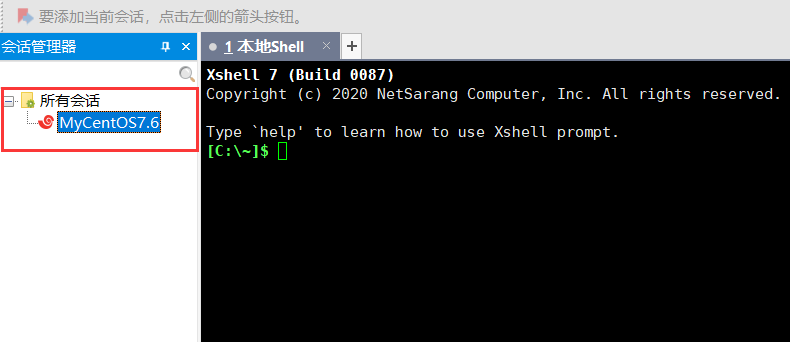 要添加当前会话，点击左侧的箭头按钮。
会话管理器
1 本地Shell
所有会话
MyCentOS7.6
Xshell 7 (Build 0087)
Copyright (c) 2020 NetSarang Computer, Inc. All rights reserved.
Type `help' to learn how to use Xshell prompt.
[C:\~]$